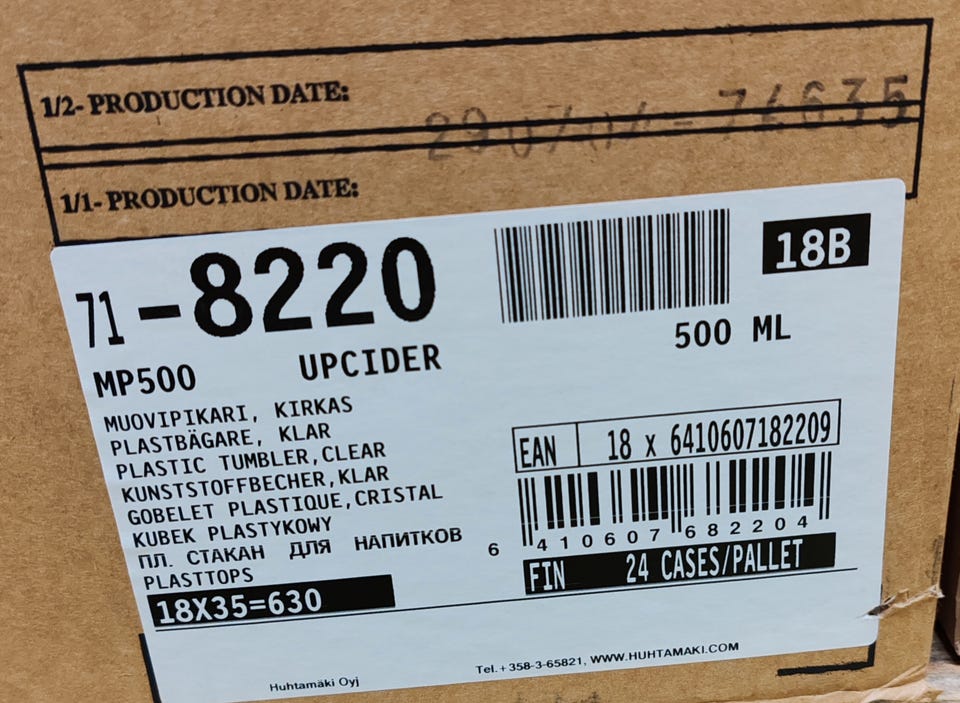 1/2- PRODUCTION DATE:
1/1- PRODUCTION DATE:
71-8220
18B
MP500 UPCIDER
500 ML
MUOVIPIKARI, KIRKAS
PLASTBÄGARE, KLAR
PLASTIC TUMBLER,CLEAR
KUNSTSTOFFBECHER,KLAR
GOBELET PLASTIQUE,CRISTAL
KUBEK PLASTYKOWY
ПЛ. СТАКАН ДЛЯ НАПИТКОВ
PLASTTOPS
18X35=630
EAN 18 x 6410607182209
6 410607 682204
FIN 24 CASES/PALLET
Huhtamäki Oyj
Tel.+358-3-65821, WWW.HUHTAMAKI.COM